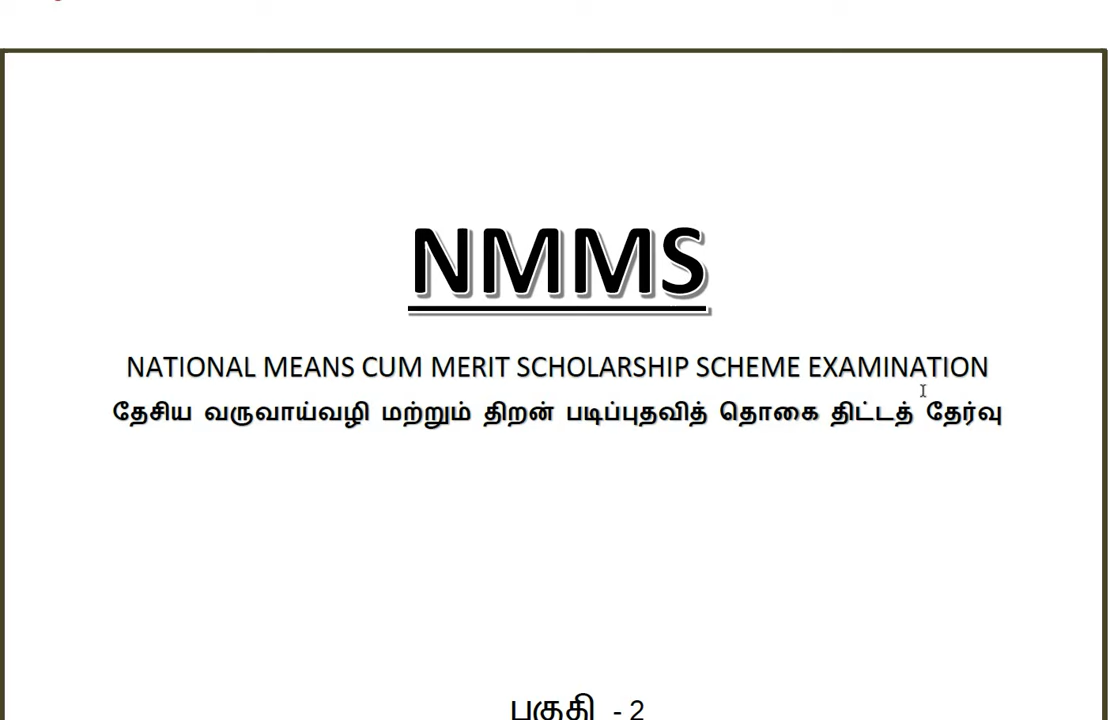 NMMS
NATIONAL MEANS CUM MERIT SCHOLARSHIP SCHEME EXAMINATION
தேசிய வருவாய்வழி மற்றும் திறன் படிப்புதவித் தொகை திட்டத் தேர்வு
பகுதி - 2